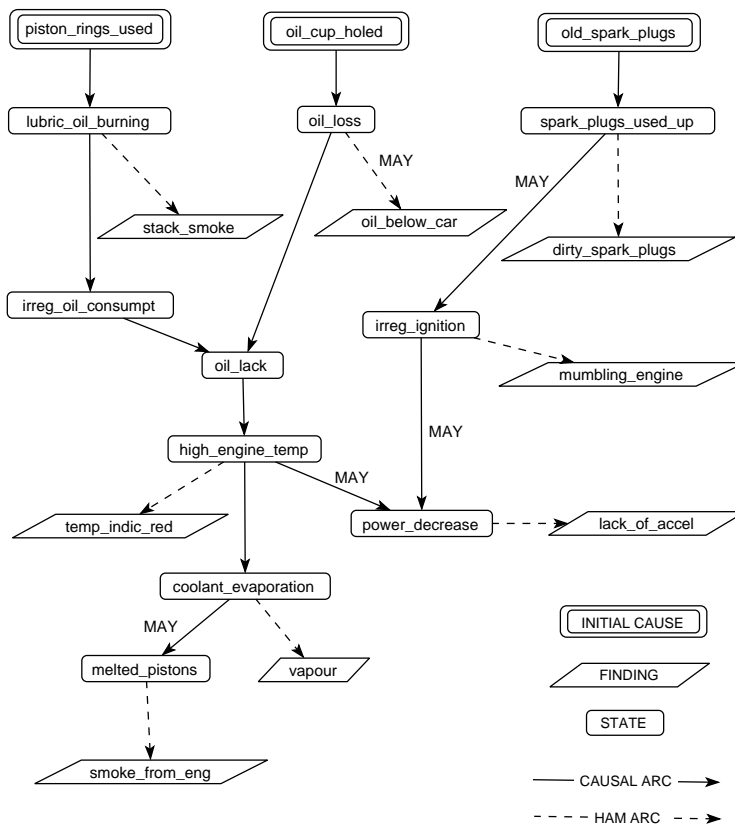 piston_rings_used
oil_cup_holed
old_spark_plugs
lubric_oil_burning
oil_loss
spark_plugs_used_up
MAY
MAY
stack_smoke
oil_below_car
dirty_spark_plugs
irreg_oil_consumpt
irreg_ignition
oil_lack
mumbling_engine
MAY
high_engine_temp
MAY
temp_indic_red
power_decrease
lack_of_accel
coolant_evaporation
MAY
INITIAL CAUSE
melted_pistons
vapour
FINDING
STATE
smoke_from_eng
CAUSAL ARC
HAM ARC